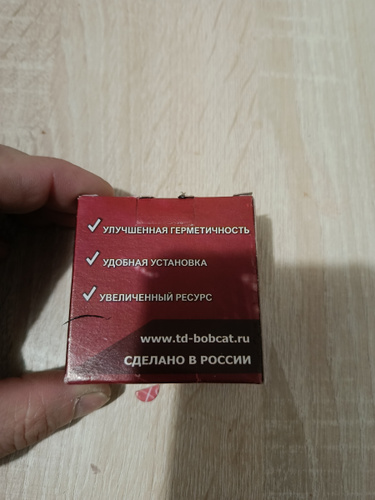 УЛУЧШЕННАЯ ГЕРМЕТИЧНОСТЬ
УДОБНАЯ УСТАНОВКА
УВЕЛИЧЕННЫЙ РЕСУРС
www.td-bobcat.ru
СДЕЛАНО В РОССИИ